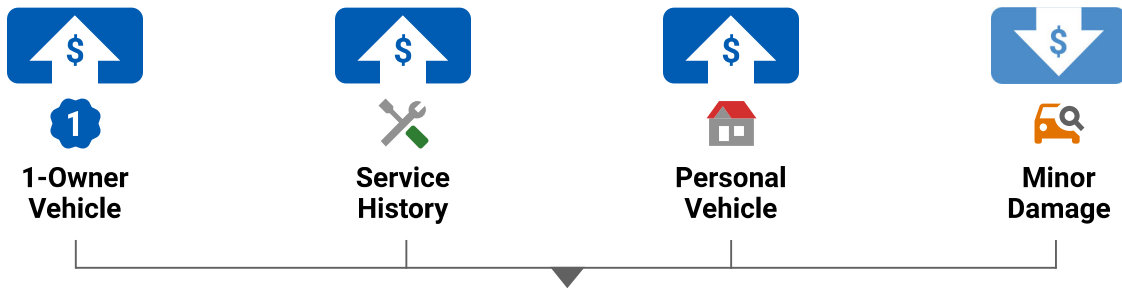 $ $ $ $
1
1-Owner Service Personal Minor
Vehicle History Vehicle Damage